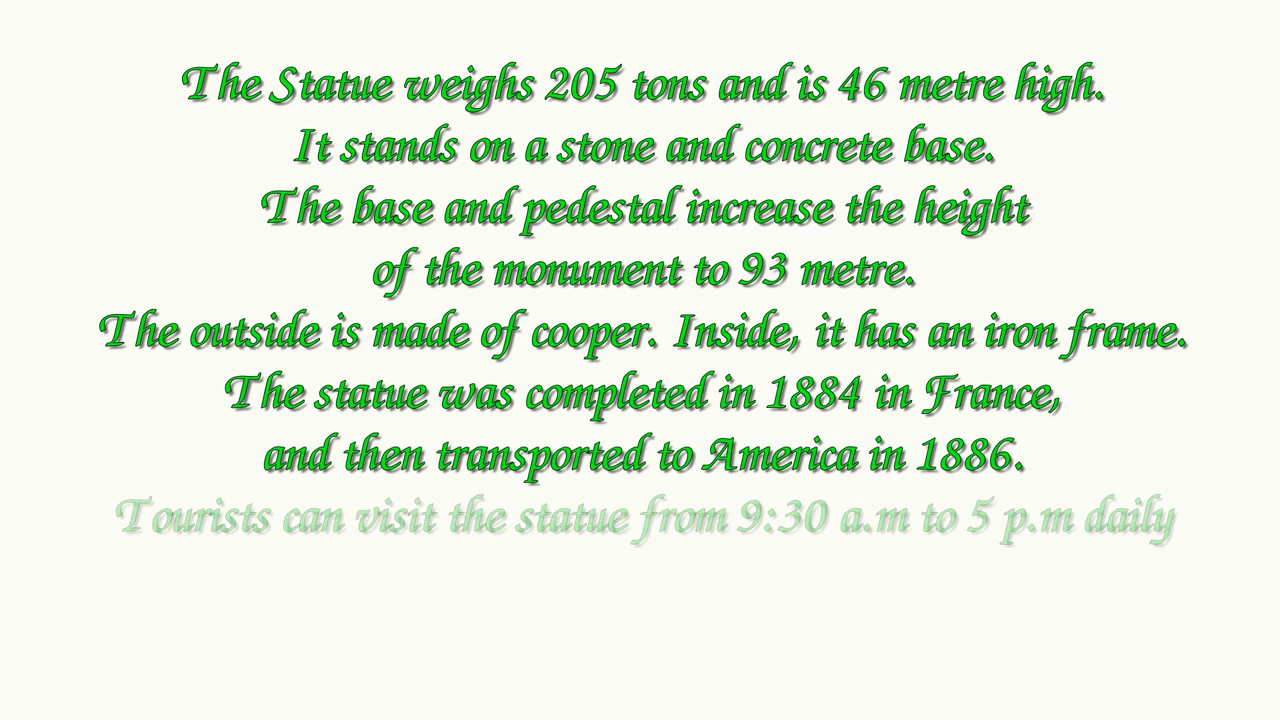 The Statue weighs 205 tons and is 46 metre high.
It stands on a stone and concrete base.
The base and pedestal increase the height
of the monument to 93 metre.
The outside is made of cooper. Inside, it has an iron frame.
The statue was completed in 1884 in France,
and then transported to America in 1886.
Tourists can visit the statue from 9:30 a.m to 5 p.m daily